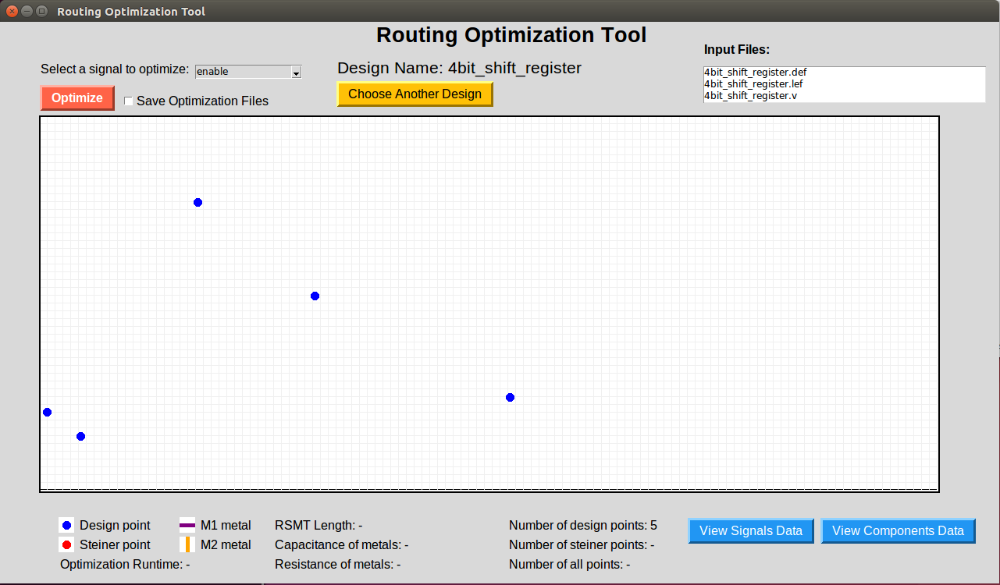 Routing Optimization Tool
Routing Optimization Tool
Select a signal to optimize: enable
Design Name: 4bit_shift_register
Input Files:
Optimize
Save Optimization Files
Choose Another Design
4bit_shift_register.def
4bit_shift_register.lef
4bit_shift_register.v
Design point
M1 metal
RSMT Length: -
Number of design points: 5
View Signals Data
View Components Data
Steiner point
M2 metal
Capacitance of metals: -
Number of steiner points: -
Optimization Runtime: -
Resistance of metals: -
Number of all points: -